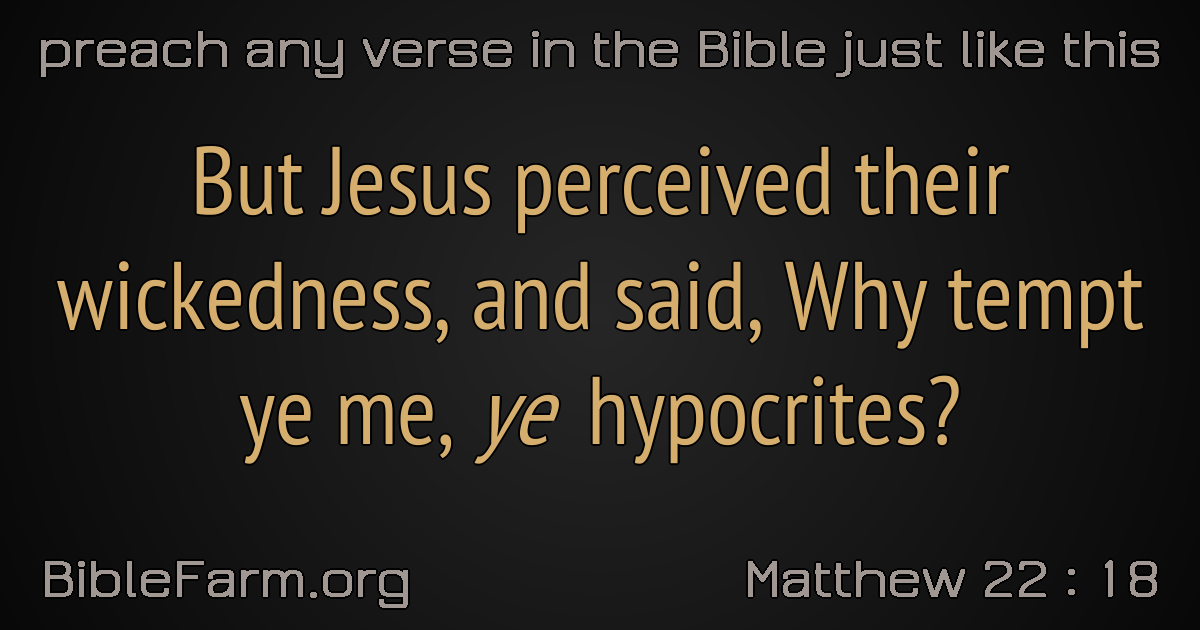 preach any verse in the Bible just like this
But Jesus perceived their
wickedness, and said, Why tempt
ye me, ye hypocrites?
BibleFarm.org
Matthew 22 : 18